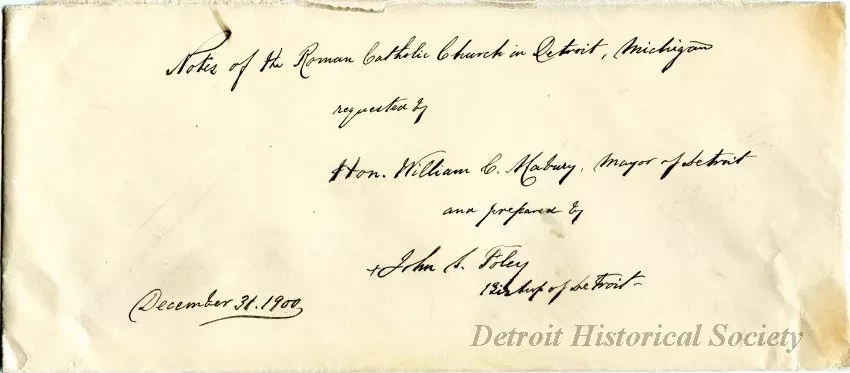 Notes of the Roman Catholic Church in Detroit, Michigan
requested by
Hon. William C. Mabury, Mayor of Detroit
and prepared by
+ John S. Foley
Bishop of Detroit
December 31. 1900
Detroit Historical Society